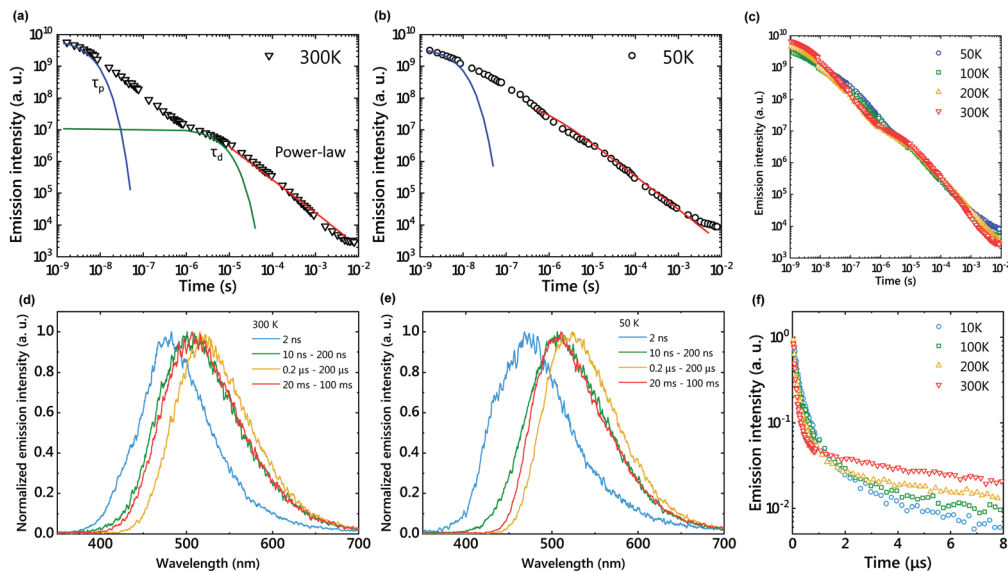 (a)
300K
τp
τd
Power-law
Emission intensity (a. u.)
10^10
10^9
10^8
10^7
10^6
10^5
10^4
10^3
10^-9
10^-8
10^-7
10^-6
10^-5
10^-4
10^-3
10^-2
Time (s)
(b)
50K
Emission intensity (a. u.)
10^10
10^9
10^8
10^7
10^6
10^5
10^4
10^3
10^-9
10^-8
10^-7
10^-6
10^-5
10^-4
10^-3
10^-2
Time (s)
(c)
50K
100K
200K
300K
Emission intensity (a. u.)
10^10
10^9
10^8
10^7
10^6
10^5
10^4
10^3
10^-9
10^-8
10^-7
10^-6
10^-5
10^-4
10^-3
10^-2
Time (s)
(d)
300 K
2 ns
10 ns - 200 ns
0.2 μs - 200 μs
20 ms - 100 ms
Normalized emission intensity (a. u.)
1.0
0.8
0.6
0.4
0.2
0.0
400
500
600
700
Wavelength (nm)
(e)
50 K
2 ns
10 ns - 200 ns
0.2 μs - 200 μs
20 ms - 100 ms
Normalized emission intensity (a. u.)
1.0
0.8
0.6
0.4
0.2
0.0
400
500
600
700
Wavelength (nm)
(f)
10K
100K
200K
300K
Emission intensity (a. u.)
10^0
10^-1
10^-2
0
2
4
6
8
Time (μs)